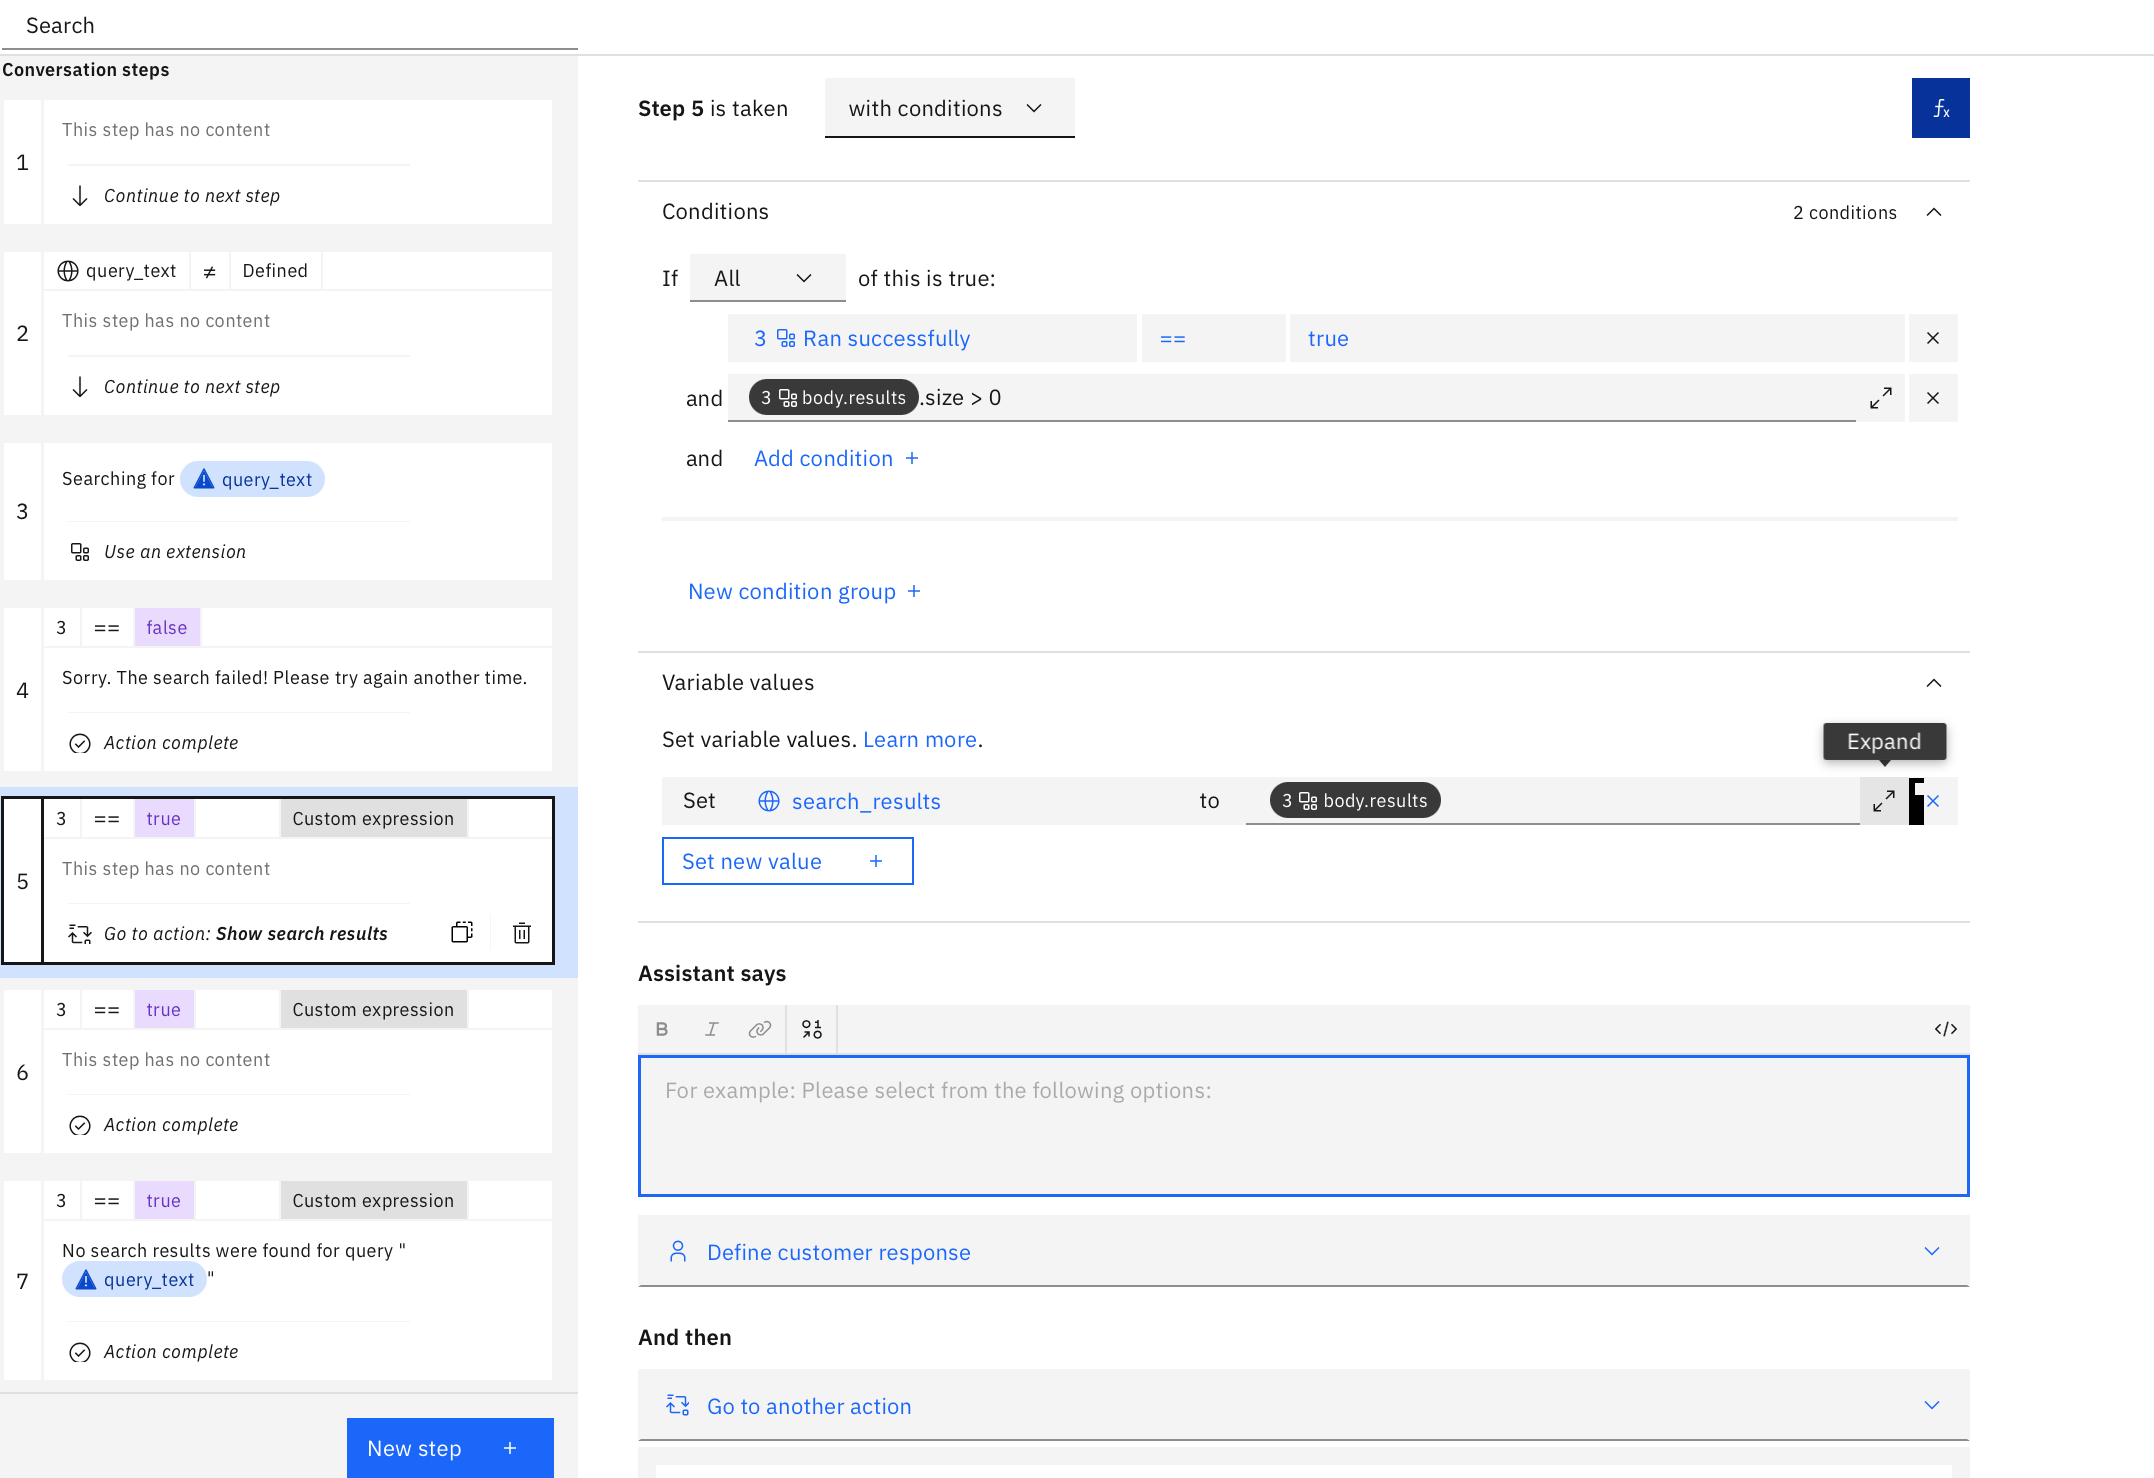 Search
Conversation steps
1
This step has no content
Continue to next step
query_text ≠ Defined
2
This step has no content
Continue to next step
3
Searching for query_text
Use an extension
3 == false
4
Sorry. The search failed! Please try again another time.
Action complete
3 == true Custom expression
5
This step has no content
Go to action: Show search results
3 == true Custom expression
6
This step has no content
Action complete
3 == true Custom expression
7
No search results were found for query "
query_text "
Action complete
New step +
Step 5 is taken with conditions
fx
Conditions 2 conditions
If All of this is true:
3 Ran successfully == true ×
and 3 body.results .size > 0 ×
and Add condition +
New condition group +
Variable values
Set variable values. Learn more.
Expand
Set search_results to 3 body.results ×
Set new value +
Assistant says
B I </>
For example: Please select from the following options:
Define customer response
And then
Go to another action